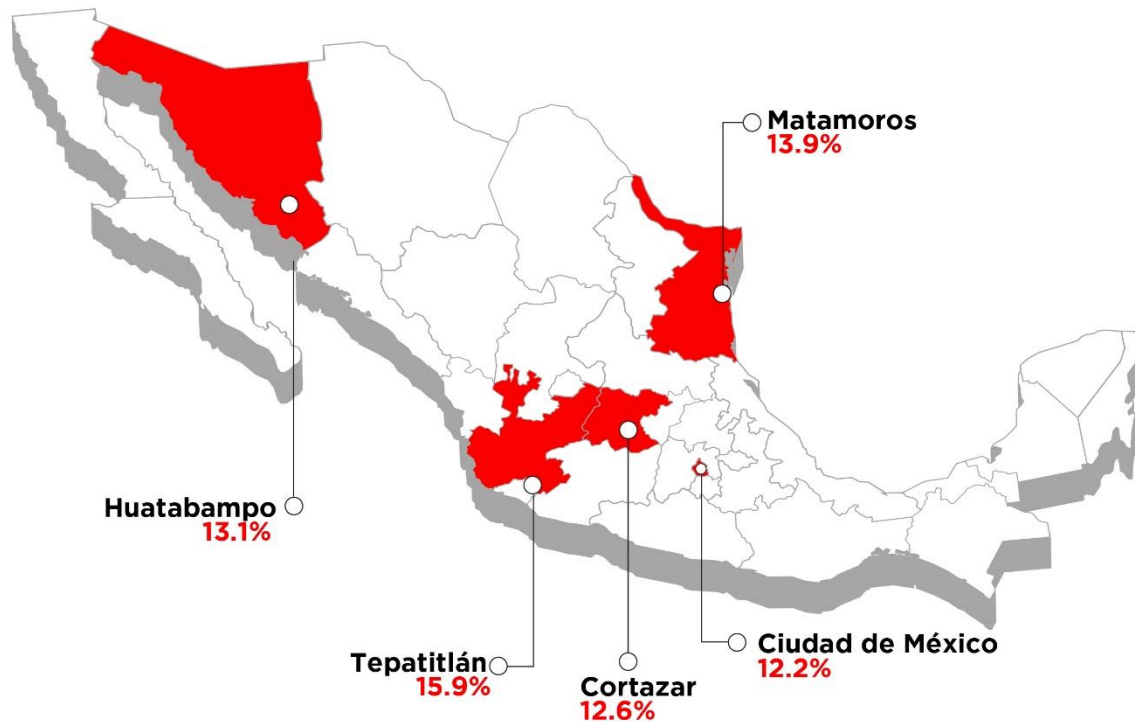 Matamoros
13.9%
Huatabampo
13.1%
Tepatitlán
15.9%
Cortazar
12.6%
Ciudad de México
12.2%